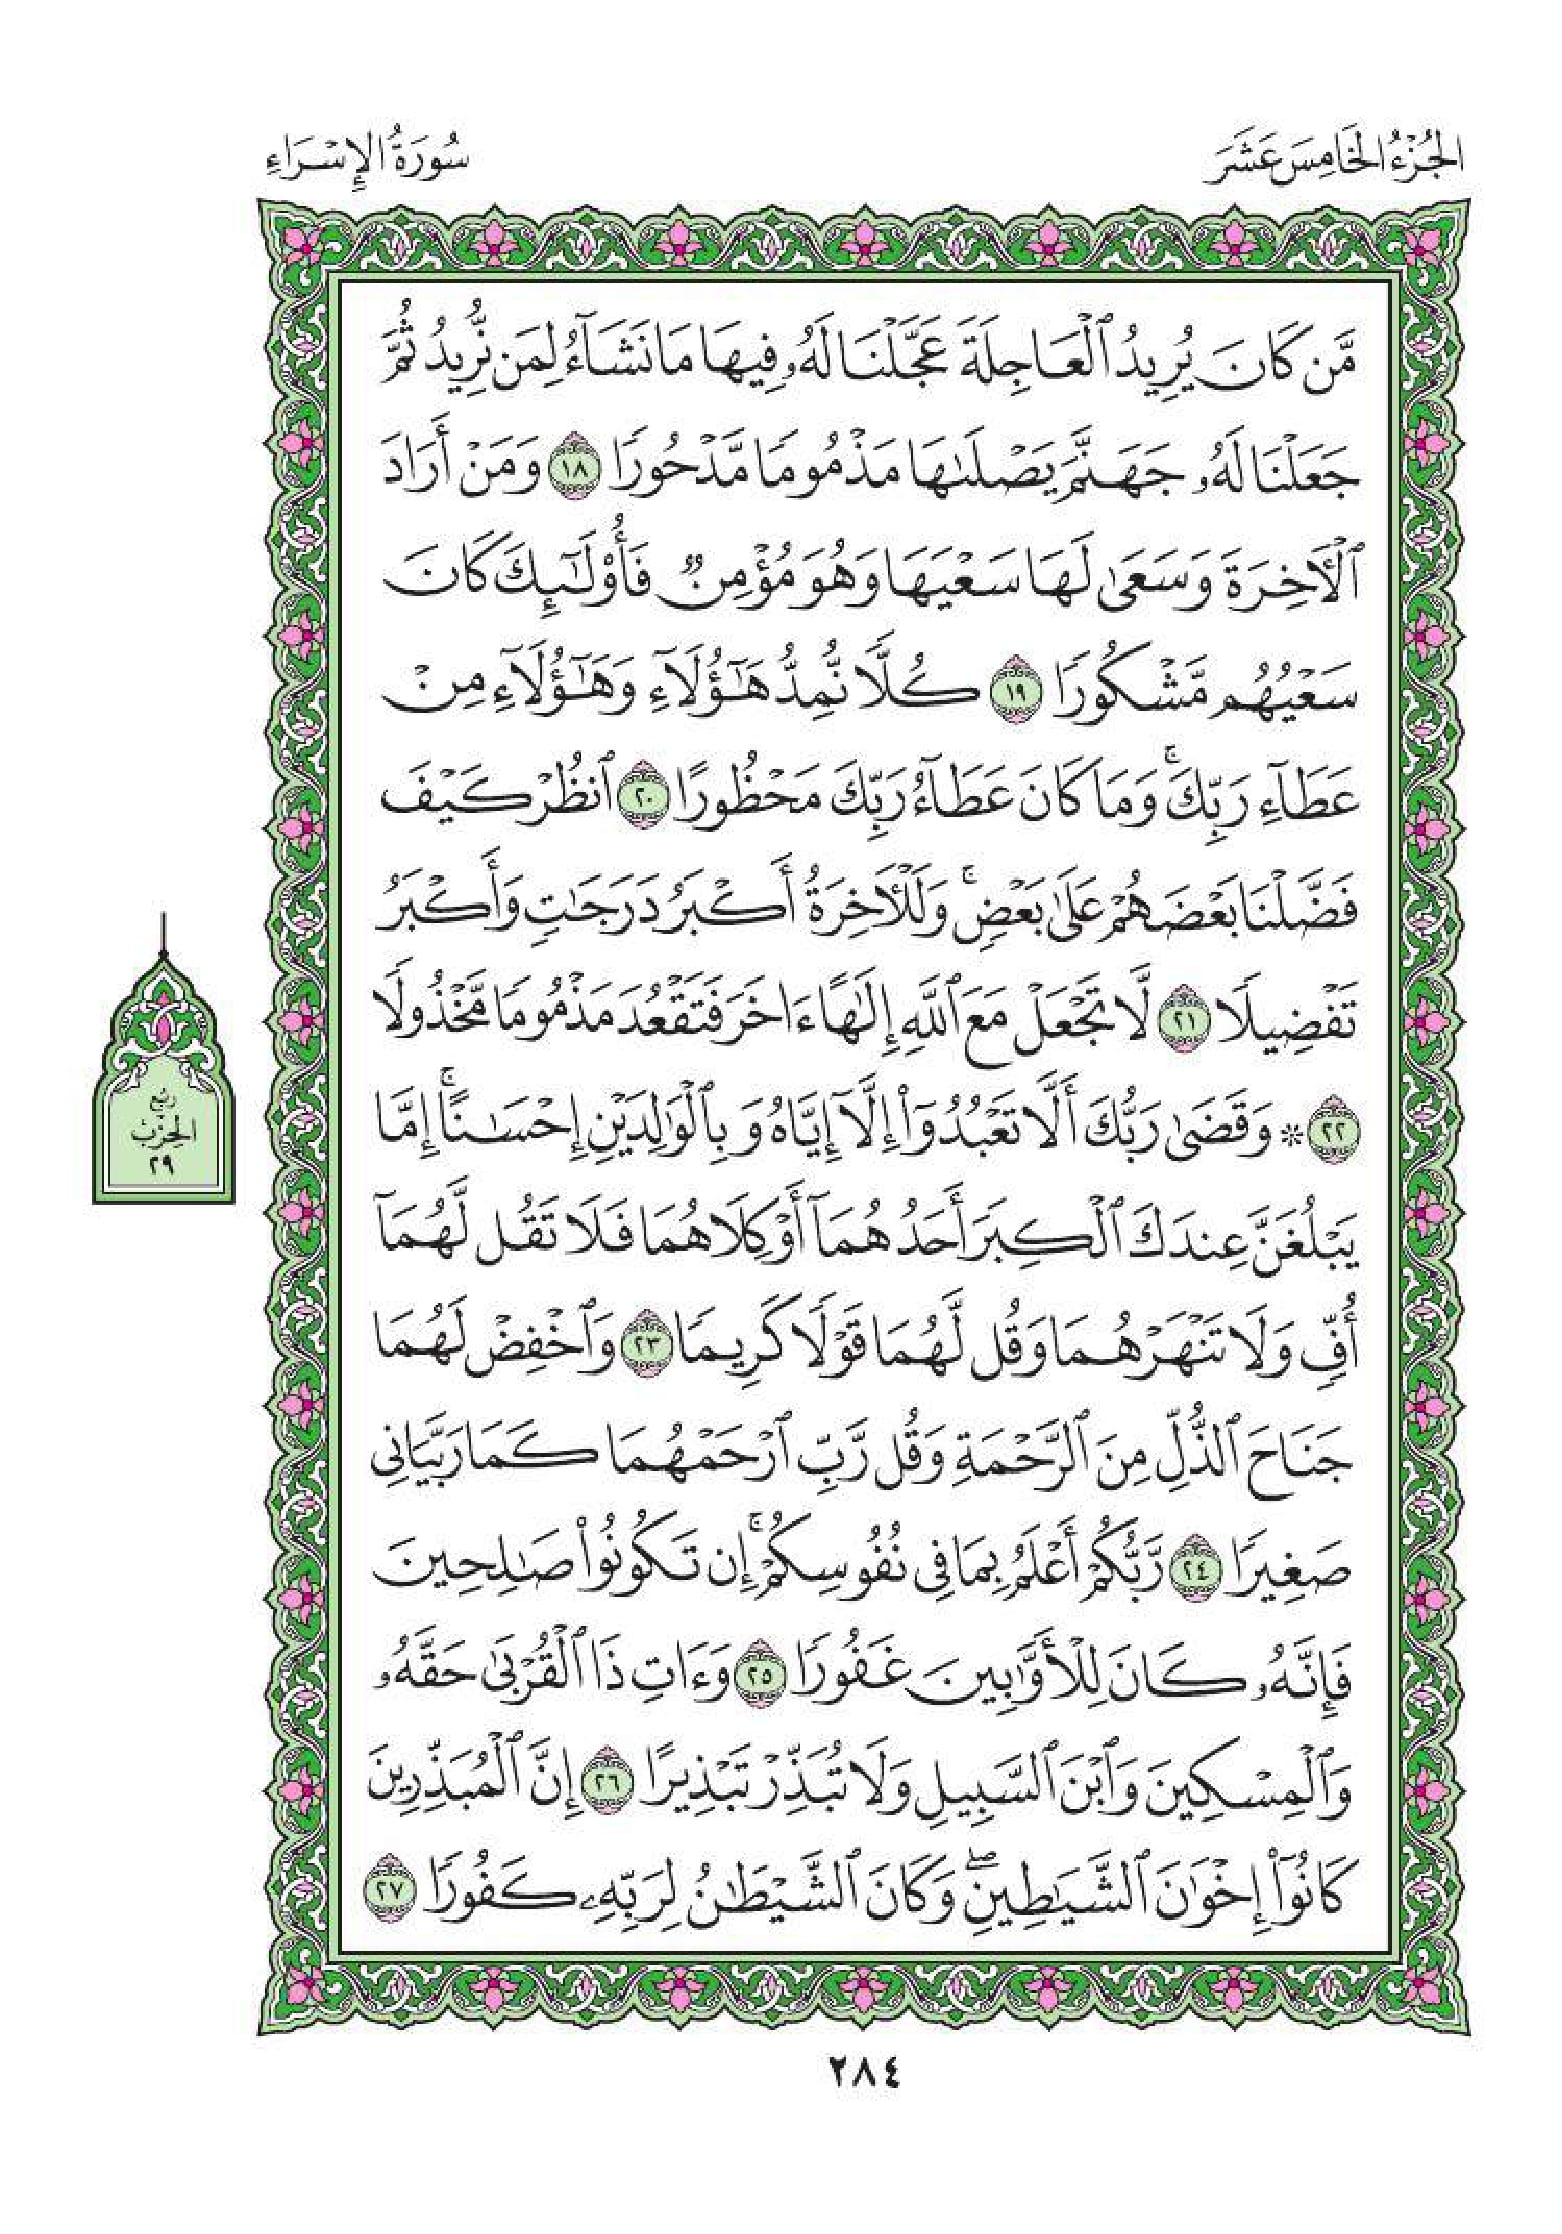 الجُزْءُ الخَامِسَ عَشَرَ
سُورَةُ الإِسْرَاءِ
مَّن كَانَ يُرِيدُ ٱلْعَاجِلَةَ عَجَّلْنَا لَهُۥ فِيهَا مَا نَشَآءُ لِمَن نُّرِيدُ ثُمَّ
جَعَلْنَا لَهُۥ جَهَنَّمَ يَصْلَىٰهَا مَذْمُومًا مَّدْحُورًا ١٨ وَمَنْ أَرَادَ
ٱلْأَخِرَةَ وَسَعَىٰ لَهَا سَعْيَهَا وَهُوَ مُؤْمِنٌ فَأُوْلَٰٓئِكَ كَانَ
سَعْيُهُم مَّشْكُورًا ١٩ كُلًّا نُّمِدُّ هَٰٓؤُلَآءِ وَهَٰٓؤُلَآءِ مِنْ
عَطَآءِ رَبِّكَۚ وَمَا كَانَ عَطَآءُ رَبِّكَ مَحْظُورًا ٢٠ ٱنظُرْ كَيْفَ
فَضَّلْنَا بَعْضَهُمْ عَلَىٰ بَعْضٍۚ وَلَلْأَخِرَةُ أَكْبَرُ دَرَجَٰتٍ وَأَكْبَرُ
تَفْضِيلًا ٢١ لَّا تَجْعَلْ مَعَ ٱللَّهِ إِلَٰهًا ءَاخَرَ فَتَقْعُدَ مَذْمُومًا مَّخْذُولًا
٢٢ ۞ وَقَضَىٰ رَبُّكَ أَلَّا تَعْبُدُوٓاْ إِلَّآ إِيَّاهُ وَبِٱلْوَٰلِدَيْنِ إِحْسَٰنًاۚ إِمَّا
يَبْلُغَنَّ عِندَكَ ٱلْكِبَرَ أَحَدُهُمَآ أَوْ كِلَاهُمَا فَلَا تَقُل لَّهُمَآ
أُفٍّ وَلَا تَنْهَرْهُمَا وَقُل لَّهُمَا قَوْلًا كَرِيمًا ٢٣ وَٱخْفِضْ لَهُمَا
جَنَاحَ ٱلذُّلِّ مِنَ ٱلرَّحْمَةِ وَقُل رَّبِّ ٱرْحَمْهُمَا كَمَا رَبَّيَانِى
صَغِيرًا ٢٤ رَّبُّكُمْ أَعْلَمُ بِمَا فِى نُفُوسِكُمْۚ إِن تَكُونُواْ صَٰلِحِينَ
فَإِنَّهُۥ كَانَ لِلْأَوَّٰبِينَ غَفُورًا ٢٥ وَءَاتِ ذَا ٱلْقُرْبَىٰ حَقَّهُۥ
وَٱلْمِسْكِينَ وَٱبْنَ ٱلسَّبِيلِ وَلَا تُبَذِّرْ تَبْذِيرًا ٢٦ إِنَّ ٱلْمُبَذِّرِينَ
كَانُوٓاْ إِخْوَٰنَ ٱلشَّيَٰطِينِۖ وَكَانَ ٱلشَّيْطَٰنُ لِرَبِّهِۦ كَفُورًا ٢٧
رُبْع
الحِزْبِ
٢٩
٢٨٤